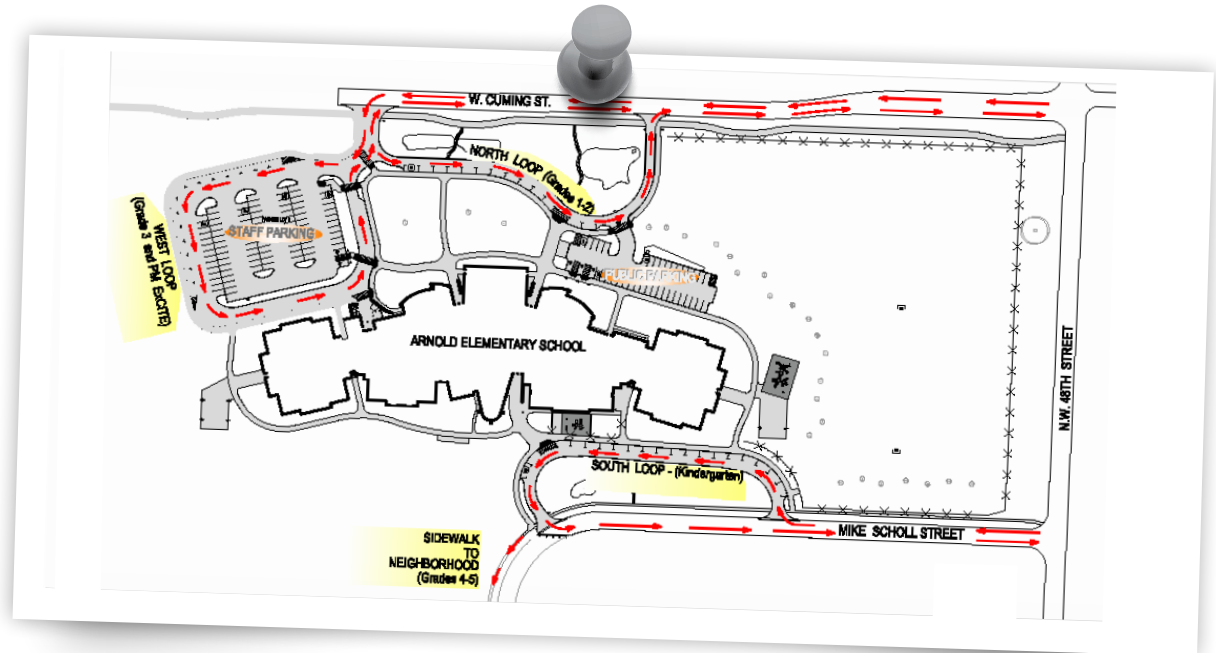 W. CUMING ST.
NORTH LOOP (Grades 1-2)
WEST LOOP
(Grade 3 and PM ExCITE)
STAFF PARKING
PUBLIC PARKING
ARNOLD ELEMENTARY SCHOOL
N.W. 48TH STREET
SOUTH LOOP - (Kindergarten)
MIKE SCHOLL STREET
SIDEWALK
TO
NEIGHBORHOOD
(Grades 4-5)